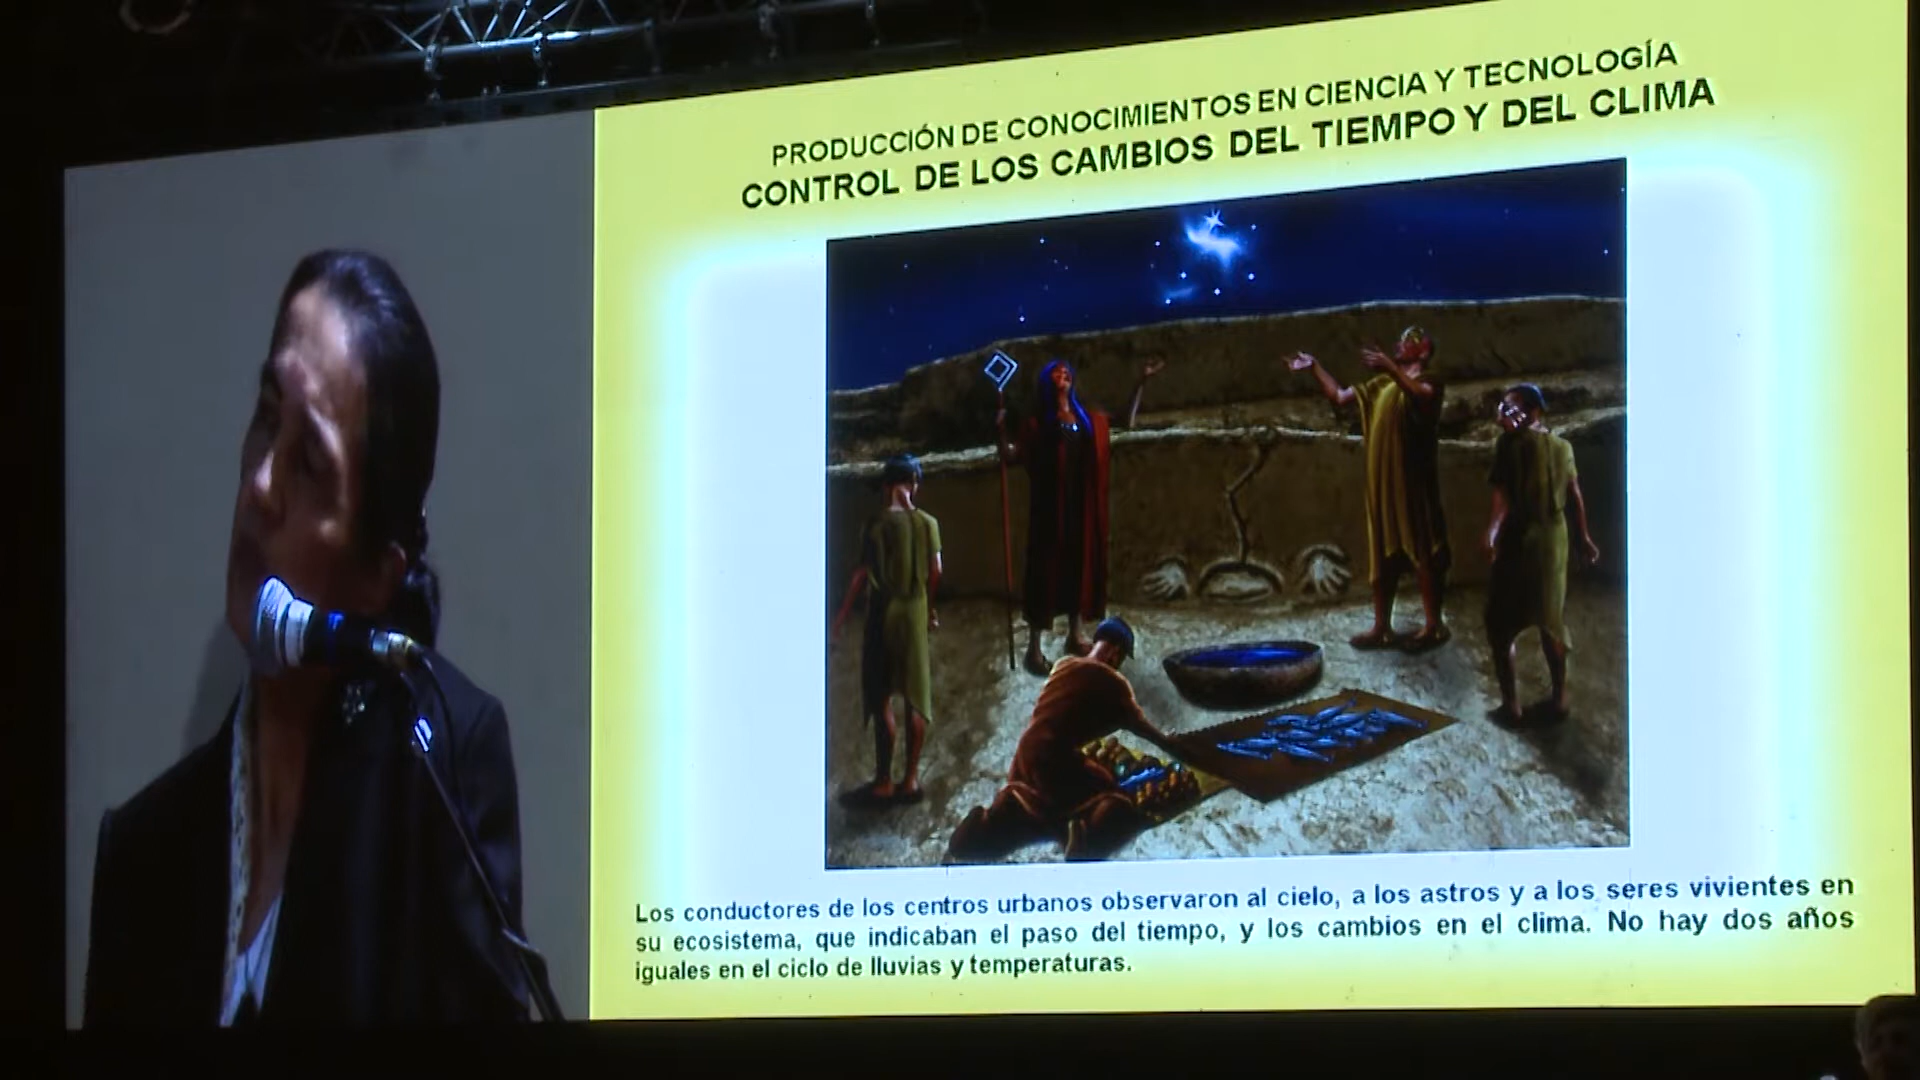 PRODUCCIÓN DE CONOCIMIENTOS EN CIENCIA Y TECNOLOGÍA
CONTROL DE LOS CAMBIOS DEL TIEMPO Y DEL CLIMA
Los conductores de los centros urbanos observaron al cielo, a los astros y a los seres vivientes en
su ecosistema, que indicaban el paso del tiempo, y los cambios en el clima. No hay dos años
iguales en el ciclo de lluvias y temperaturas.